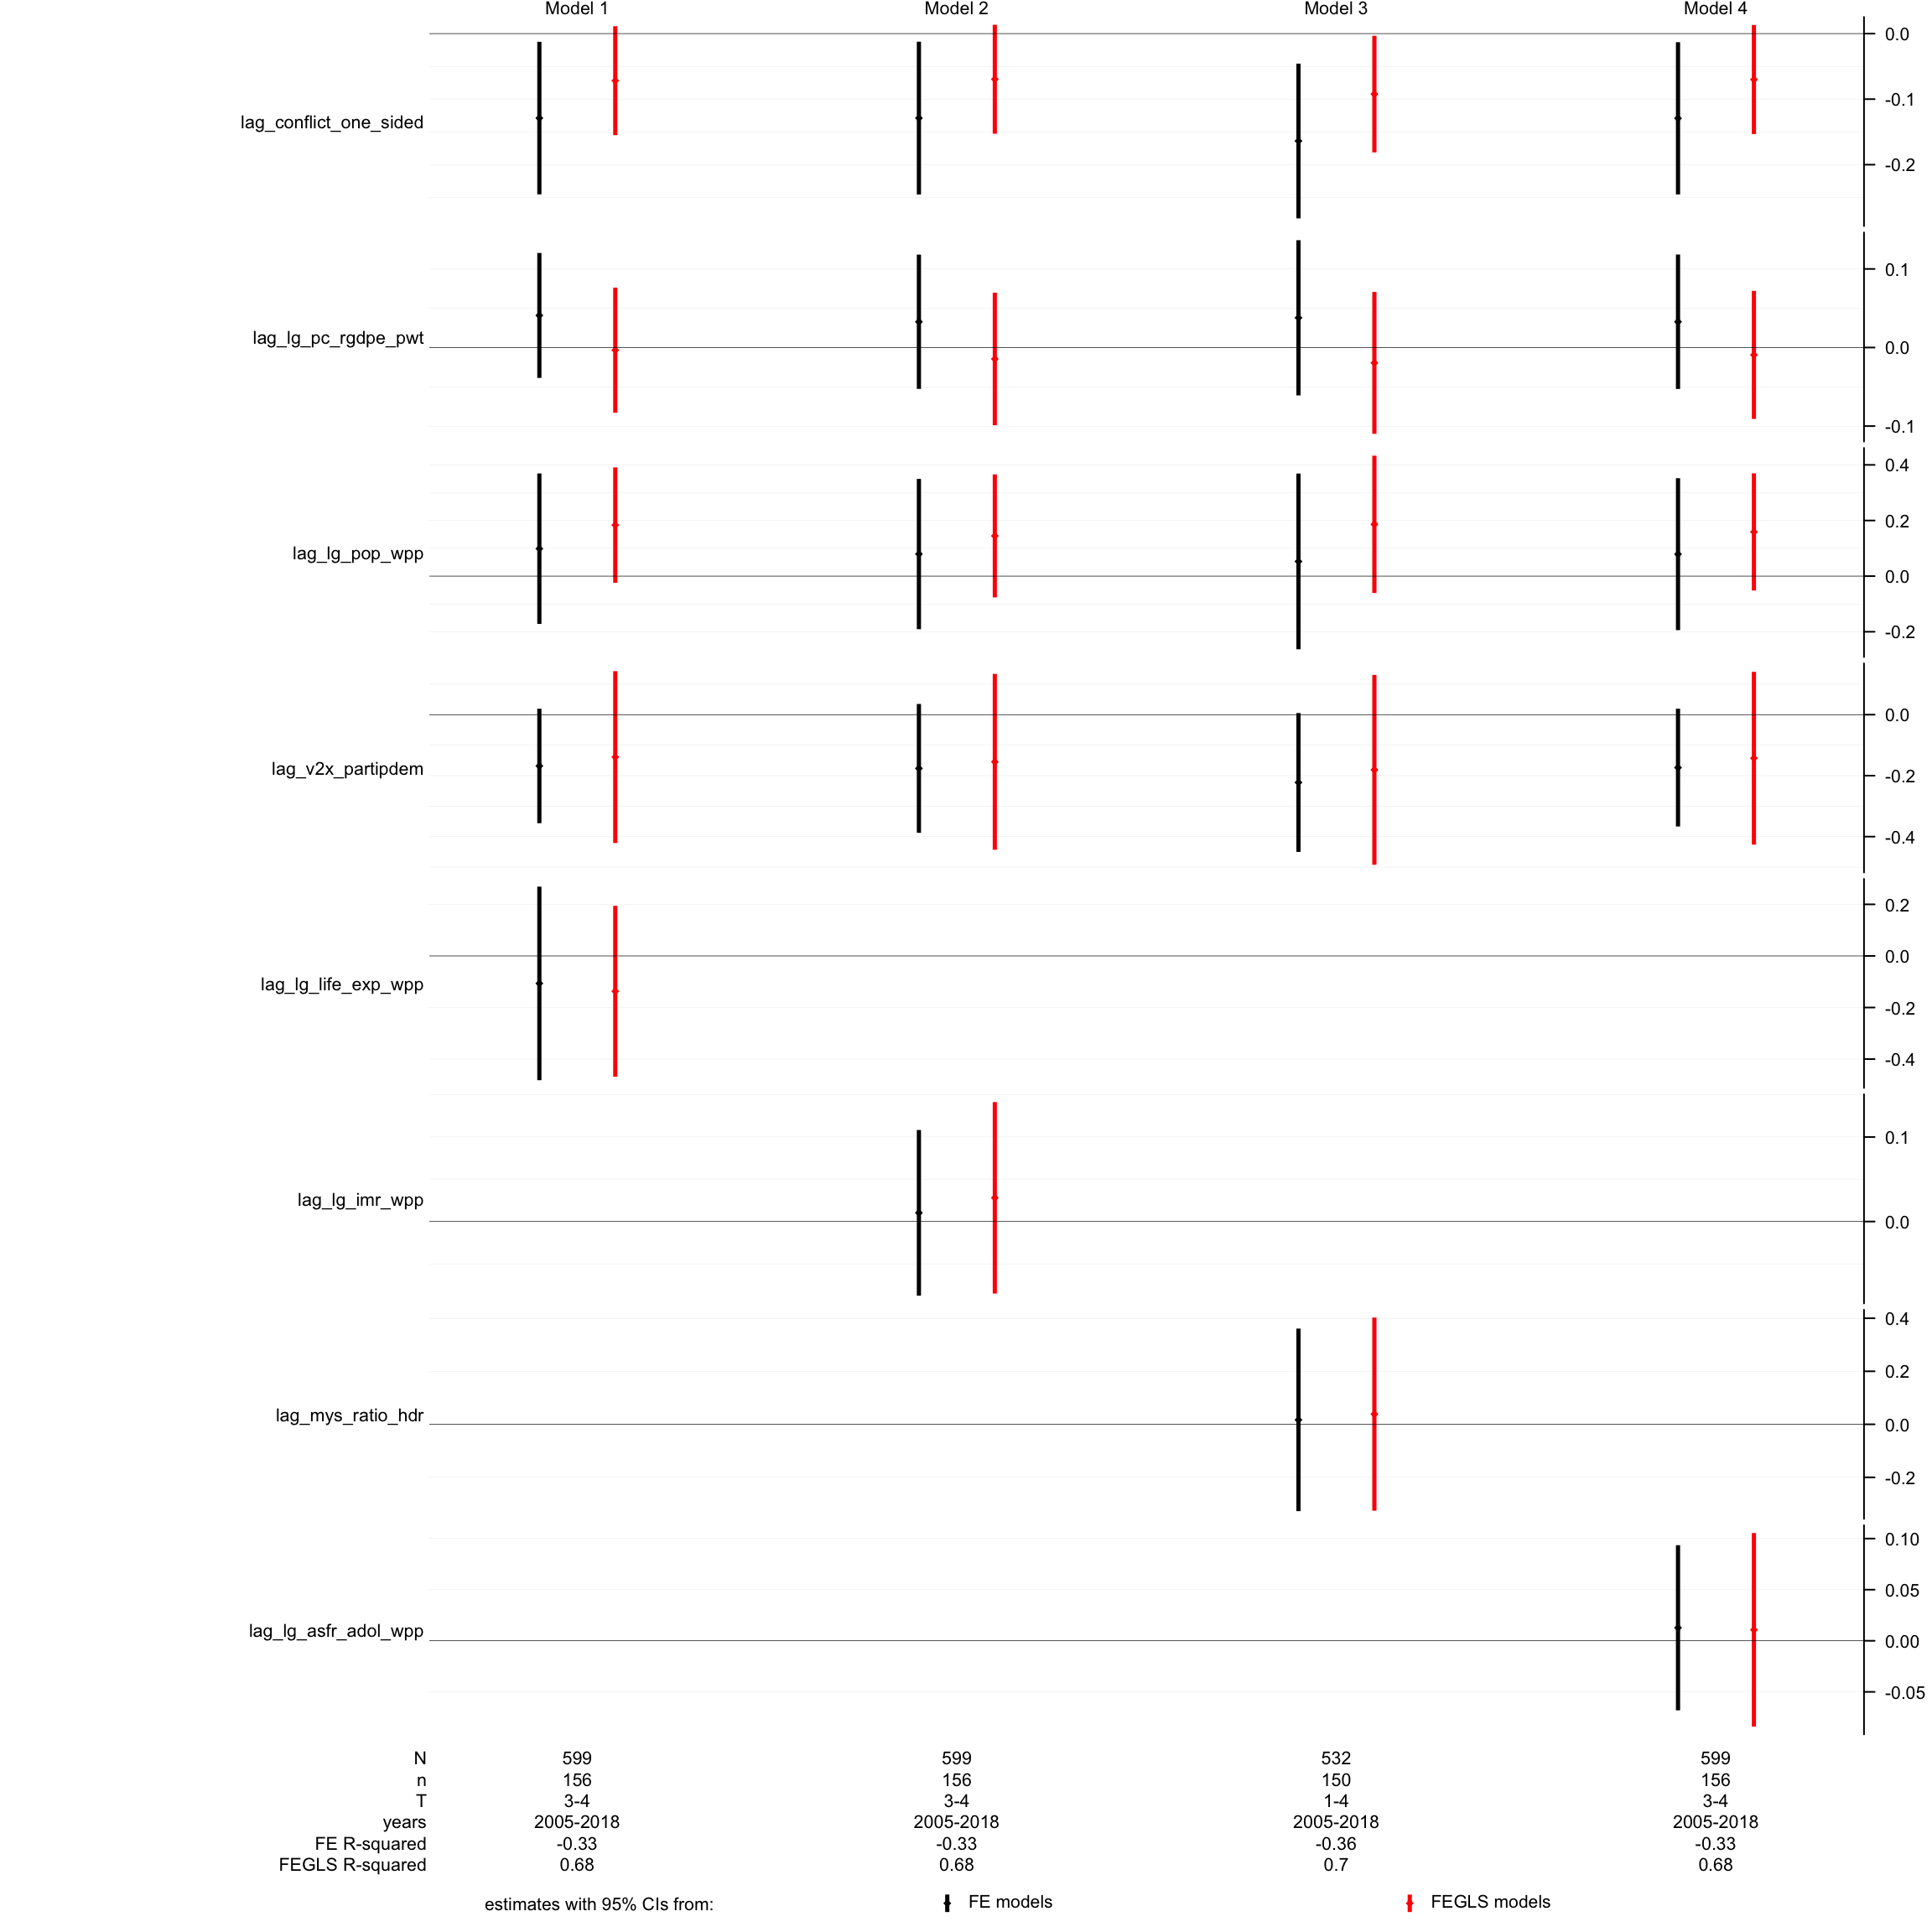 Model 1 Model 2 Model 3 Model 4
0.0
-0.1
lag_conflict_one_sided
-0.2
0.1
lag_lg_pc_rgdpe_pwt
0.0
-0.1
0.4
0.2
lag_lg_pop_wpp
0.0
-0.2
0.0
lag_v2x_partipdem
-0.2
-0.4
0.2
0.0
lag_lg_life_exp_wpp
-0.2
-0.4
0.1
lag_lg_imr_wpp
0.0
0.4
0.2
lag_mys_ratio_hdr
0.0
-0.2
0.10
0.05
lag_lg_asfr_adol_wpp
0.00
-0.05
N 599 599 532 599
n 156 156 150 156
T 3-4 3-4 1-4 3-4
years 2005-2018 2005-2018 2005-2018 2005-2018
FE R-squared -0.33 -0.33 -0.36 -0.33
FEGLS R-squared 0.68 0.68 0.7 0.68
estimates with 95% CIs from: FE models FEGLS models